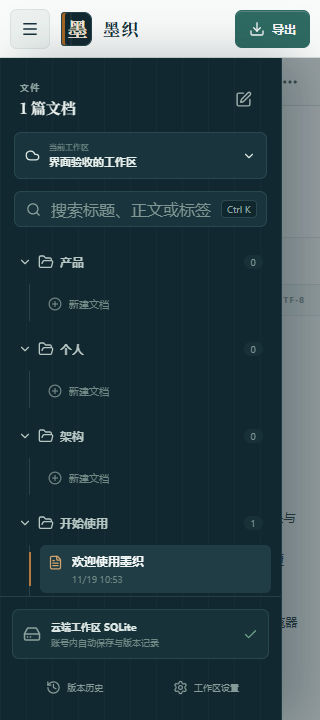 墨 墨织 导出
文件
1 篇文档
当前工作区
界面验收的工作区
搜索标题、正文或标签 Ctrl K
产品 0
新建文档
个人 0
新建文档
架构 0
新建文档
开始使用 1
欢迎使用墨织
11/19 10:53
云端工作区 SQLite
账号内自动保存与版本记录
版本历史 工作区设置
TF-8
与
器